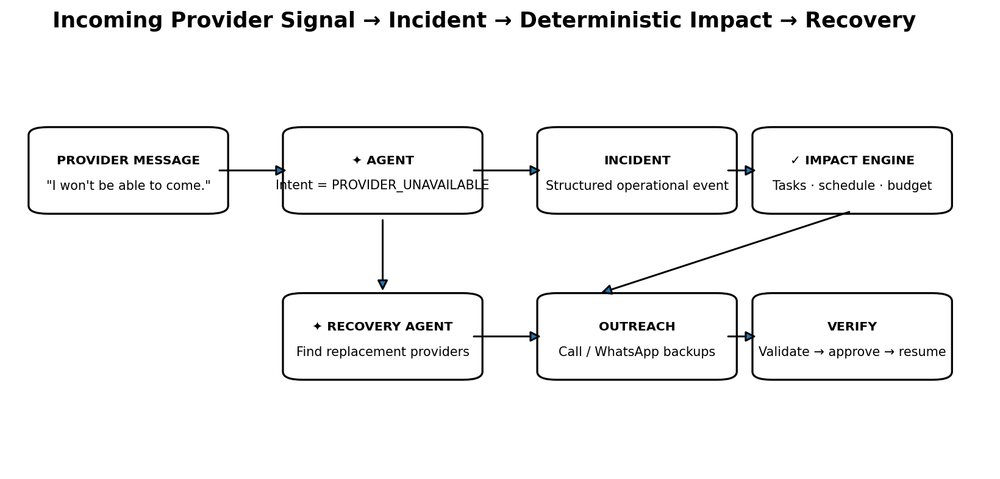 Incoming Provider Signal → Incident → Deterministic Impact → Recovery
PROVIDER MESSAGE
"I won't be able to come."
✦ AGENT
Intent = PROVIDER_UNAVAILABLE
INCIDENT
Structured operational event
✓ IMPACT ENGINE
Tasks · schedule · budget
✦ RECOVERY AGENT
Find replacement providers
OUTREACH
Call / WhatsApp backups
VERIFY
Validate → approve → resume